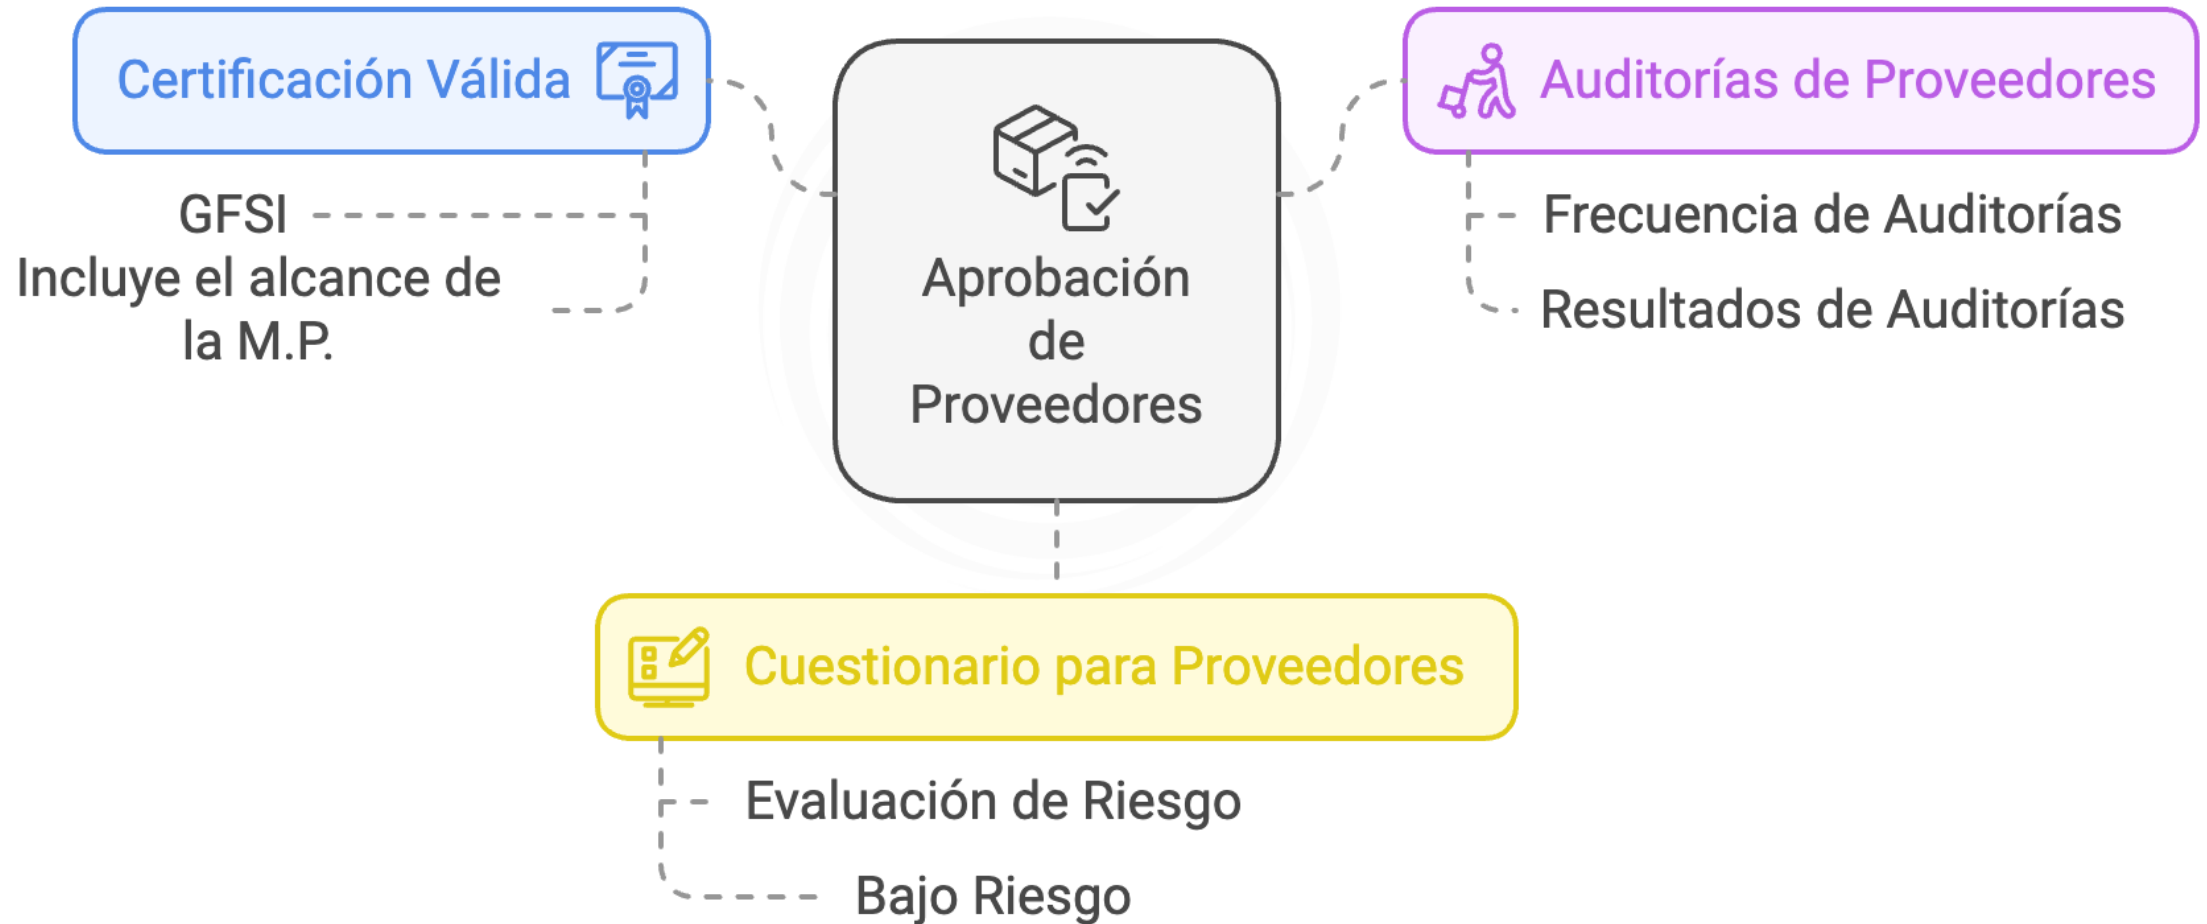 Certificación Válida
GFSI
Incluye el alcance de
la M.P.
Aprobación
de
Proveedores
Auditorías de Proveedores
Frecuencia de Auditorías
Resultados de Auditorías
Cuestionario para Proveedores
Evaluación de Riesgo
Bajo Riesgo